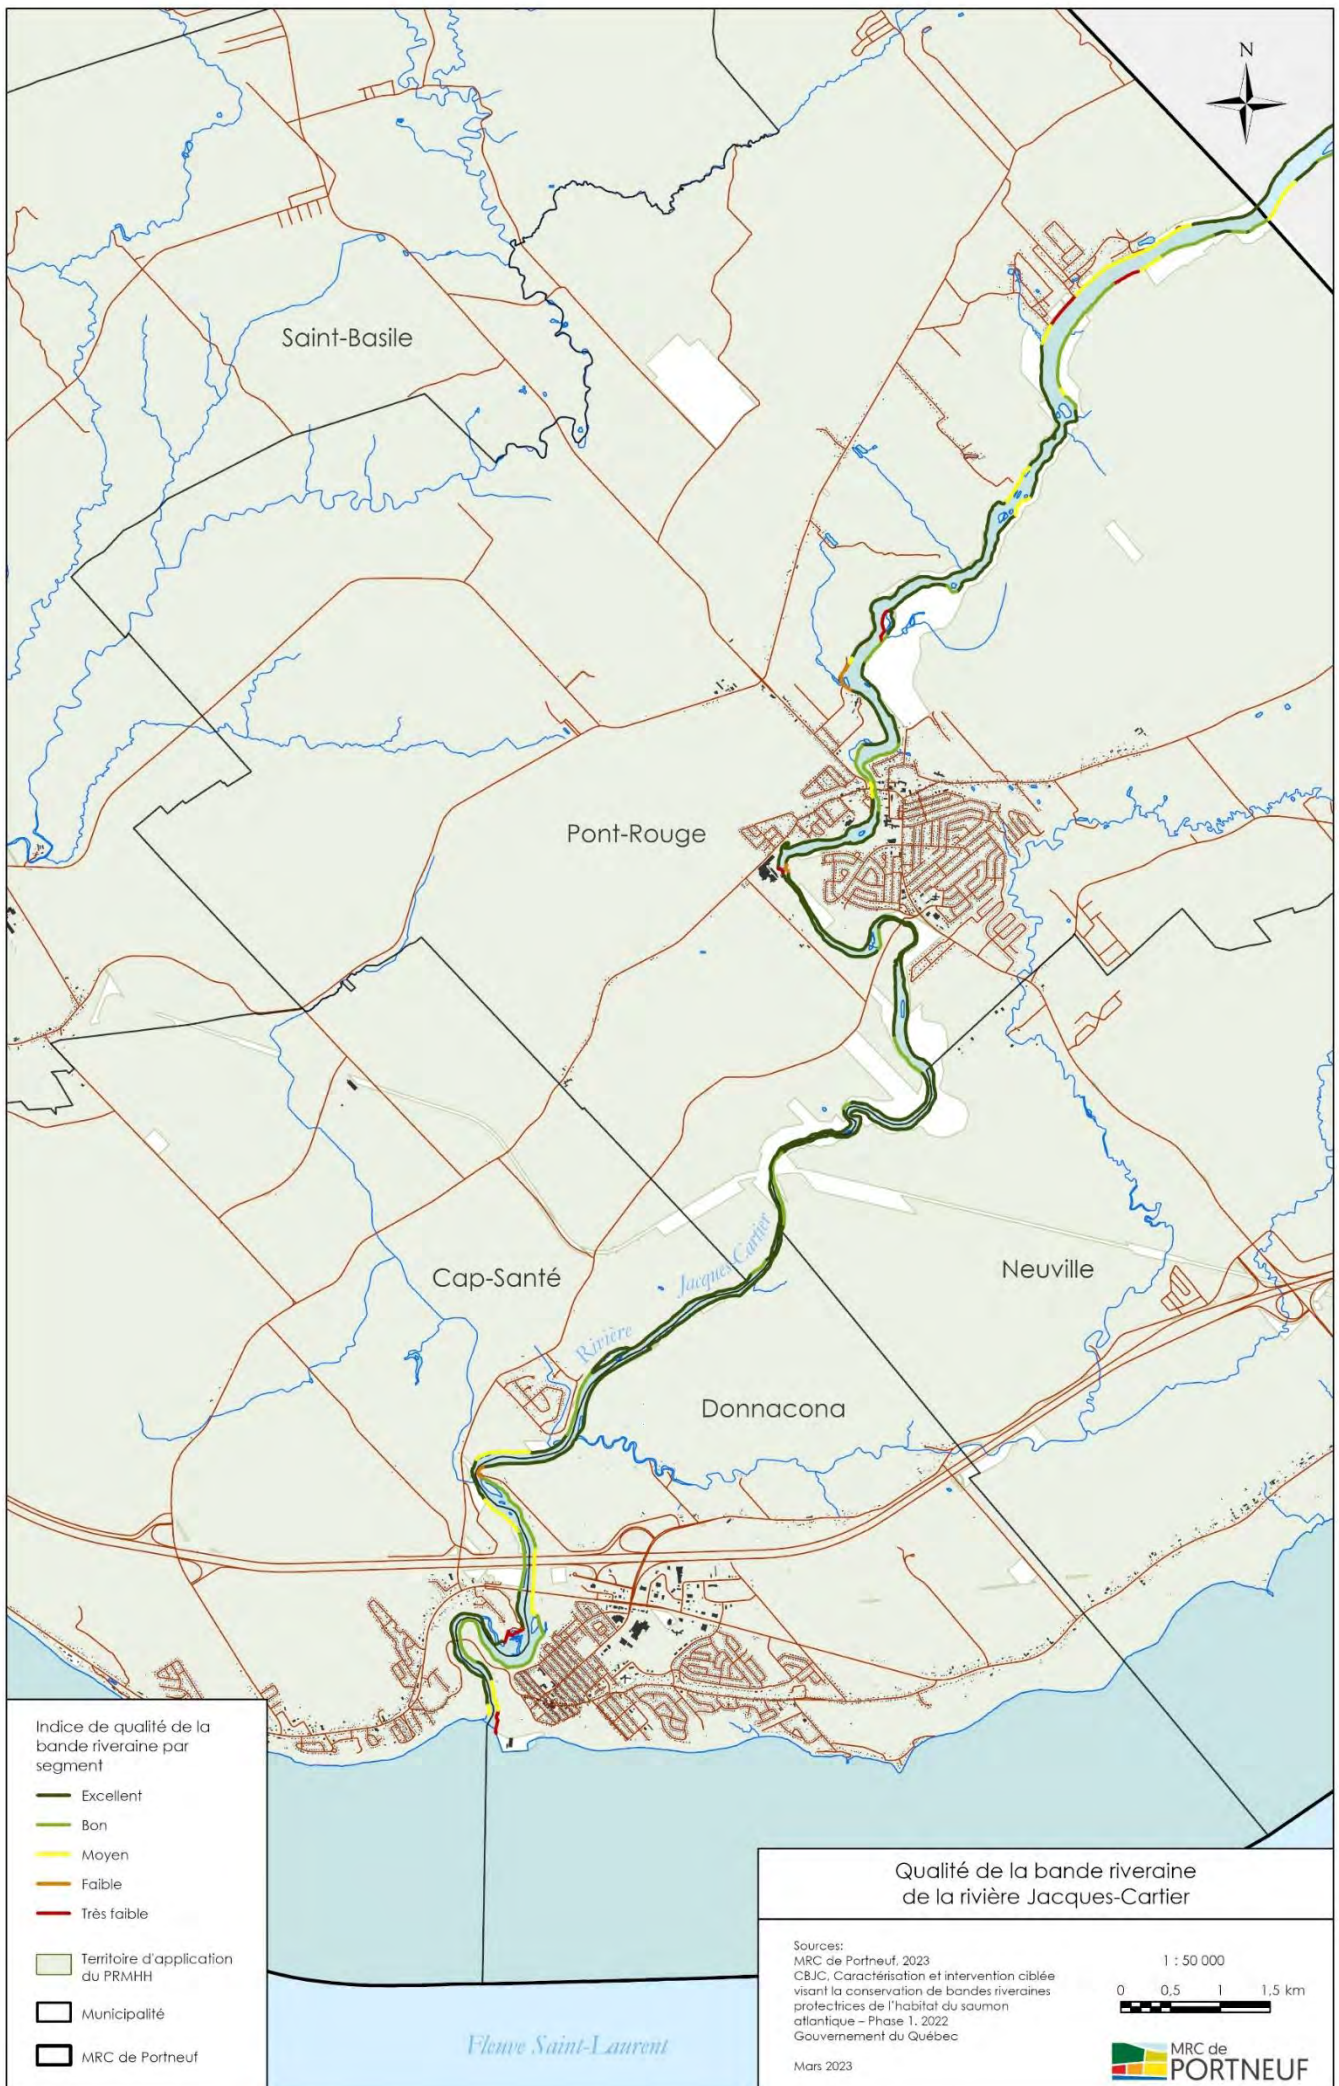 N
Saint-Basile
Pont-Rouge
Cap-Santé
Neuville
Rivière
Jacques-Cartier
Donnacona
Indice de qualité de la
bande riveraine par
segment
Excellent
Bon
Moyen
Faible
Très faible
Territoire d'application
du PRMHH
Municipalité
MRC de Portneuf
Fleuve Saint-Laurent
Qualité de la bande riveraine
de la rivière Jacques-Cartier
Sources:
MRC de Portneuf, 2023
CBJC, Caractérisation et intervention ciblée
visant la conservation de bandes riveraines
protectrices de l'habitat du saumon
atlantique – Phase 1. 2022
Gouvernement du Québec
Mars 2023
1 : 50 000
0 0,5 1 1,5 km
MRC de
PORTNEUF